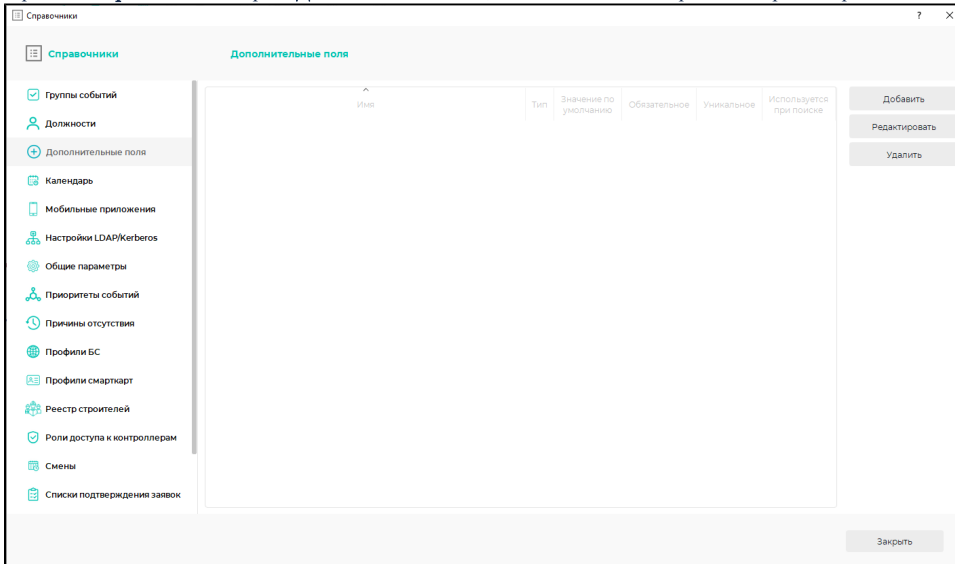 Справочники
? ×
Справочники
Дополнительные поля
Группы событий
Должности
Дополнительные поля
Календарь
Мобильные приложения
Настройки LDAP/Kerberos
Общие параметры
Приоритеты событий
Причины отсутствия
Профили БС
Профили смарткарт
Реестр строителей
Роли доступа к контроллерам
Смены
Списки подтверждения заявок
Имя
Тип
Значение по
умолчанию
Обязательное
Уникальное
Используется
при поиске
Добавить
Редактировать
Удалить
Закрыть